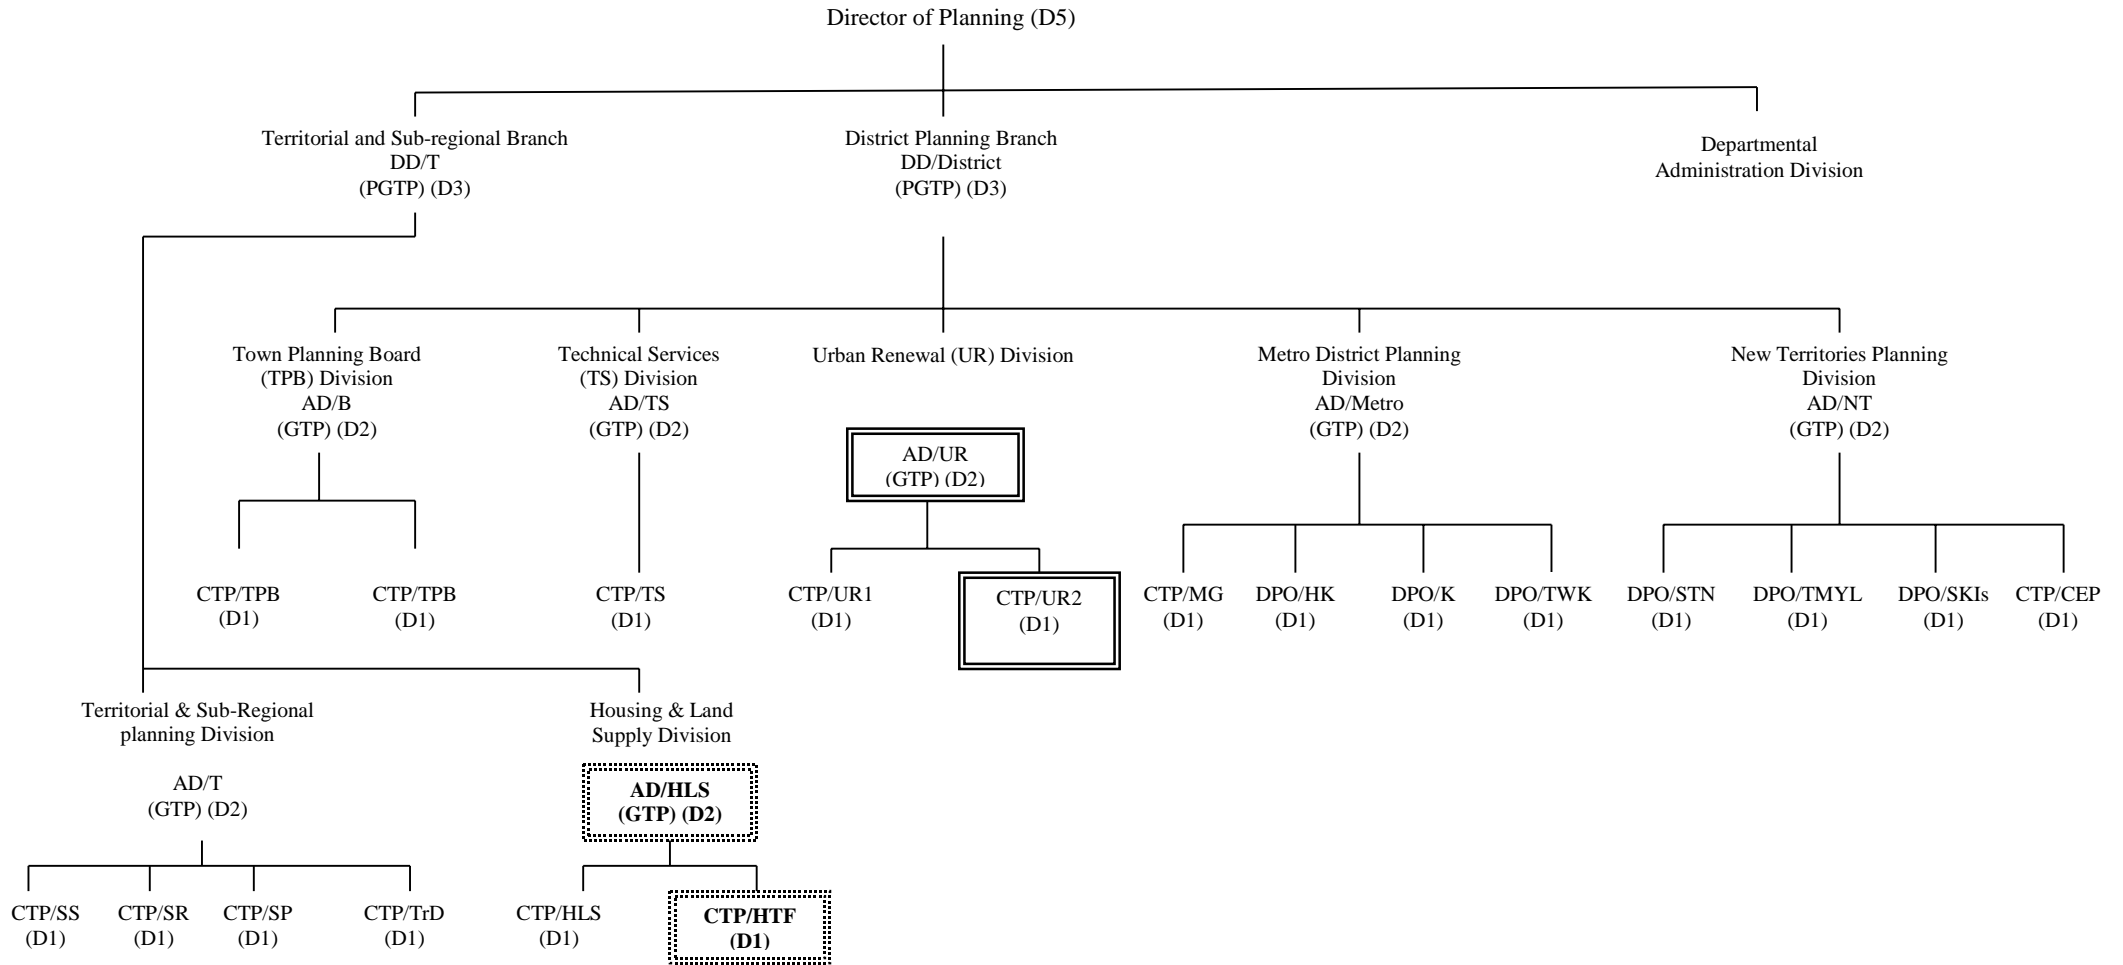 Director of Planning (D5)
Territorial and Sub-regional Branch
DD/T
(PGTP) (D3)
District Planning Branch
DD/District
(PGTP) (D3)
Departmental
Administration Division
Town Planning Board
(TPB) Division
AD/B
(GTP) (D2)
Technical Services
(TS) Division
AD/TS
(GTP) (D2)
Urban Renewal (UR) Division
AD/UR
(GTP) (D2)
Metro District Planning
Division
AD/Metro
(GTP) (D2)
New Territories Planning
Division
AD/NT
(GTP) (D2)
CTP/TPB
(D1)
CTP/TPB
(D1)
CTP/TS
(D1)
CTP/UR1
(D1)
CTP/UR2
(D1)
CTP/MG
(D1)
DPO/HK
(D1)
DPO/K
(D1)
DPO/TWK
(D1)
DPO/STN
(D1)
DPO/TMYL
(D1)
DPO/SKIs
(D1)
CTP/CEP
(D1)
Territorial & Sub-Regional
planning Division
AD/T
(GTP) (D2)
Housing & Land
Supply Division
AD/HLS
(GTP) (D2)
CTP/SS
(D1)
CTP/SR
(D1)
CTP/SP
(D1)
CTP/TrD
(D1)
CTP/HLS
(D1)
CTP/HTF
(D1)